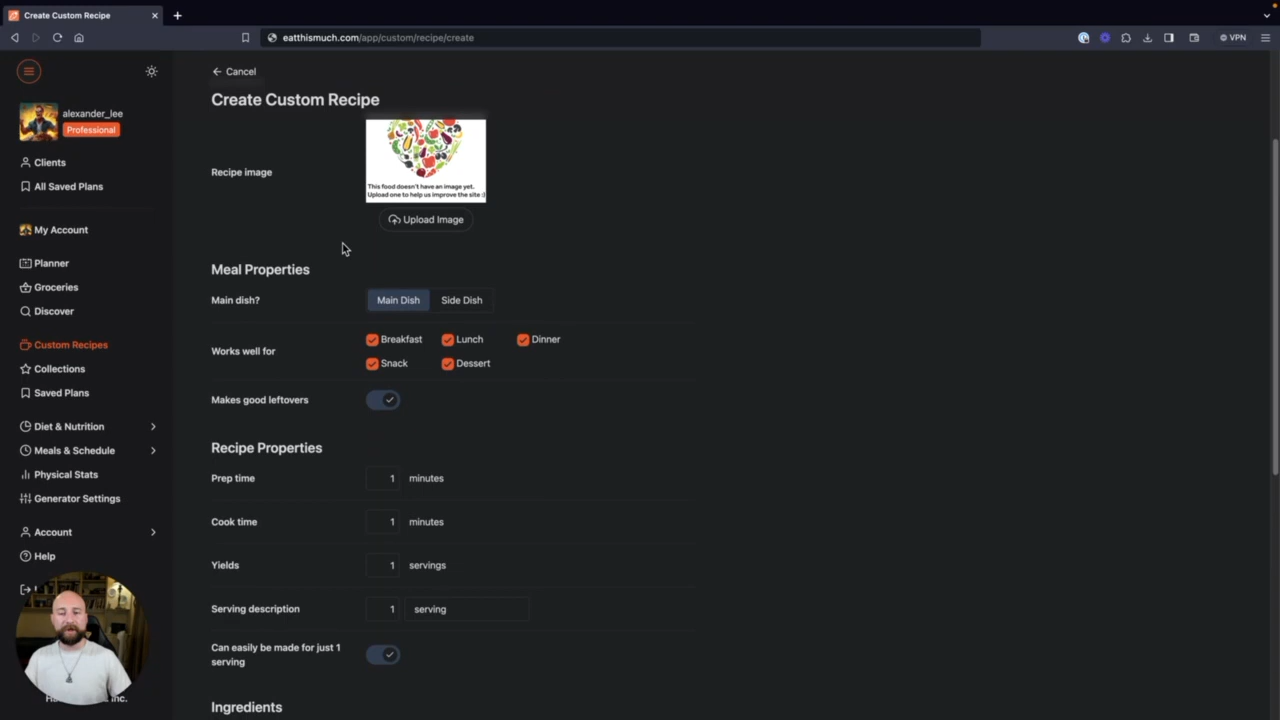 Create Custom Recipe
eatthismuch.com/app/custom/recipe/create
VPN
alexander_lee
Professional
Clients
All Saved Plans
My Account
Planner
Groceries
Discover
Custom Recipes
Collections
Saved Plans
Diet & Nutrition
Meals & Schedule
Physical Stats
Generator Settings
Account
Help
Cancel
Create Custom Recipe
Recipe image
This food doesn't have an image yet.
Upload one to help us improve the site :)
Upload Image
Meal Properties
Main dish?
Main Dish
Side Dish
Works well for
Breakfast
Lunch
Dinner
Snack
Dessert
Makes good leftovers
Recipe Properties
Prep time
1 minutes
Cook time
1 minutes
Yields
1 servings
Serving description
1 serving
Can easily be made for just 1
serving
Ingredients